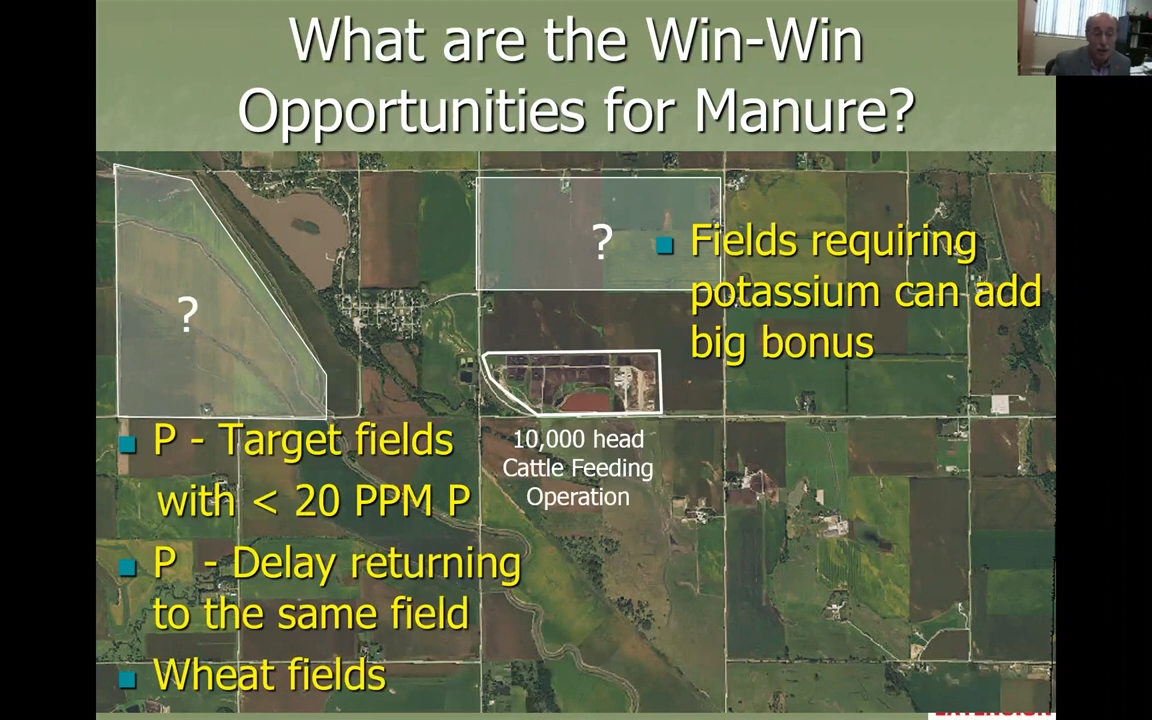 What are the Win-Win
Opportunities for Manure?
?
?
Fields requiring
potassium can add
big bonus
10,000 head
Cattle Feeding
Operation
P - Target fields
with < 20 PPM P
P - Delay returning
to the same field
Wheat fields